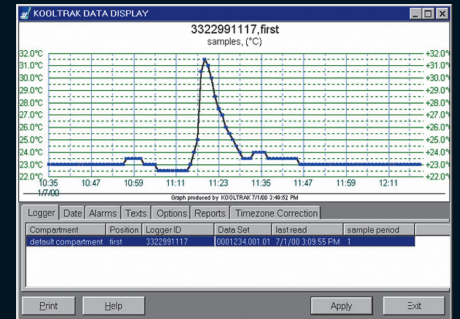 KOOLTRAK DATA DISPLAY
3322991117,first
samples, (°C)
32.0°C +32.0°C
31.0°C +31.0°C
30.0°C +30.0°C
29.0°C +29.0°C
28.0°C +28.0°C
27.0°C +27.0°C
26.0°C +26.0°C
25.0°C +25.0°C
24.0°C +24.0°C
23.0°C +23.0°C
22.0°C +22.0°C
10:35 10:47 10:59 11:11 11:23 11:35 11:47 11:59 12:11
1/7/00
Graph produced by KOOLTRAK 7/1/00 3:49:52 PM
Logger Date Alarms Texts Options Reports Timezone Correction
Compartment Position Logger ID Data Set last read sample period
default compartment first 3322991117 0001234.001.01 7/1/00 3:09:55 PM 1
Print Help Apply Exit